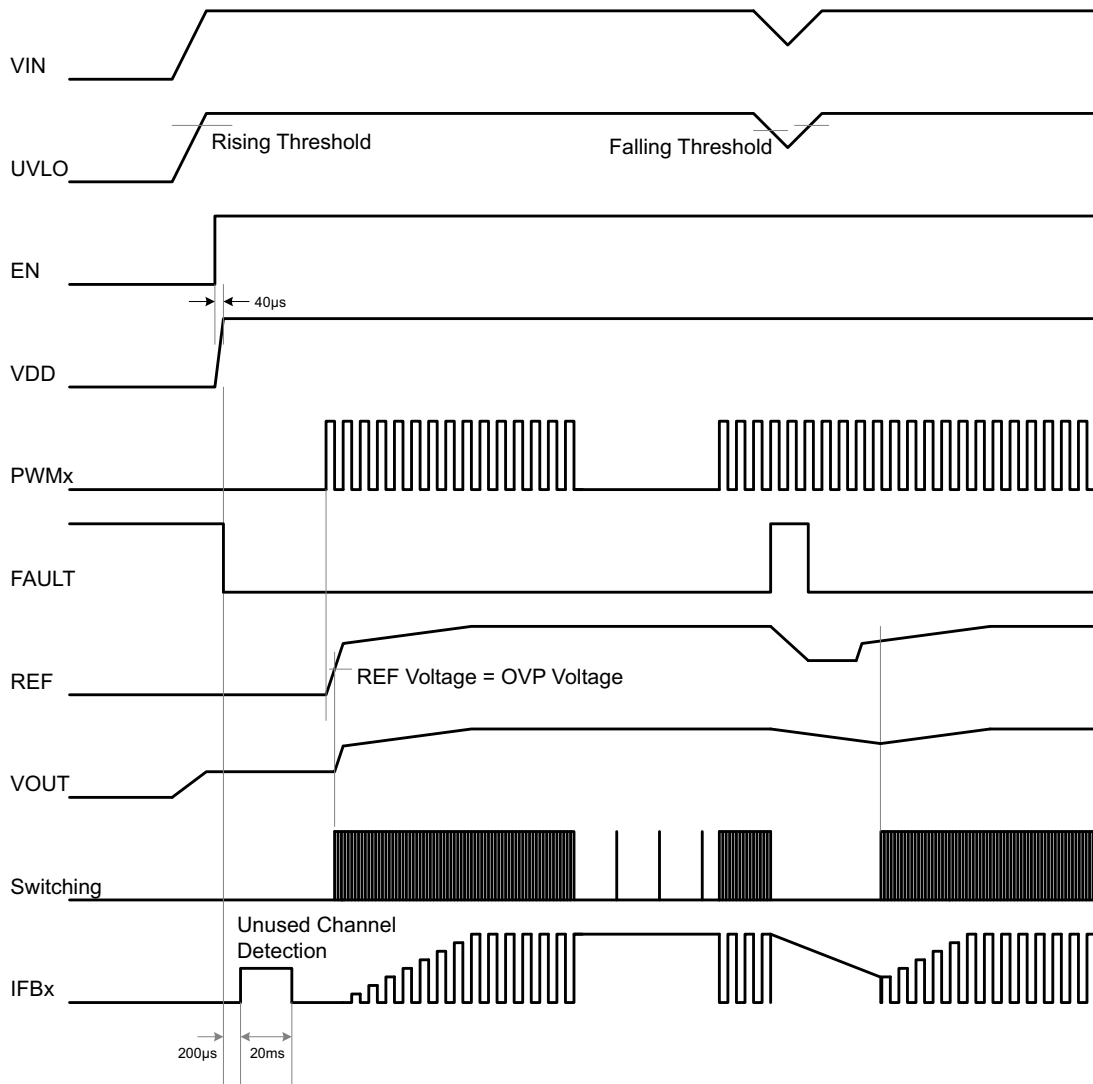 VIN
Rising Threshold
Falling Threshold
UVLO
EN
40µs
VDD
PWMx
FAULT
REF
REF Voltage = OVP Voltage
VOUT
Switching
Unused Channel
Detection
IFBx
200µs
20ms